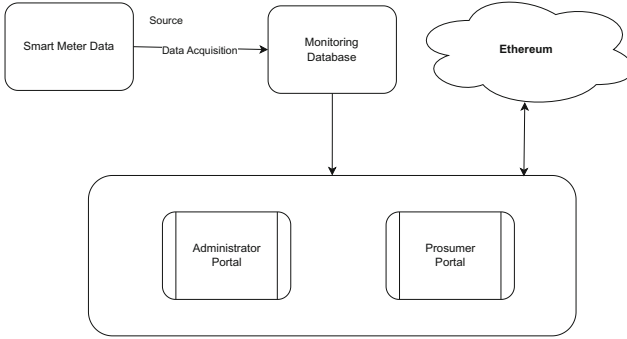 Source
Smart Meter Data
Data Acquisition
Monitoring
Database
Ethereum
Administrator
Portal
Prosumer
Portal